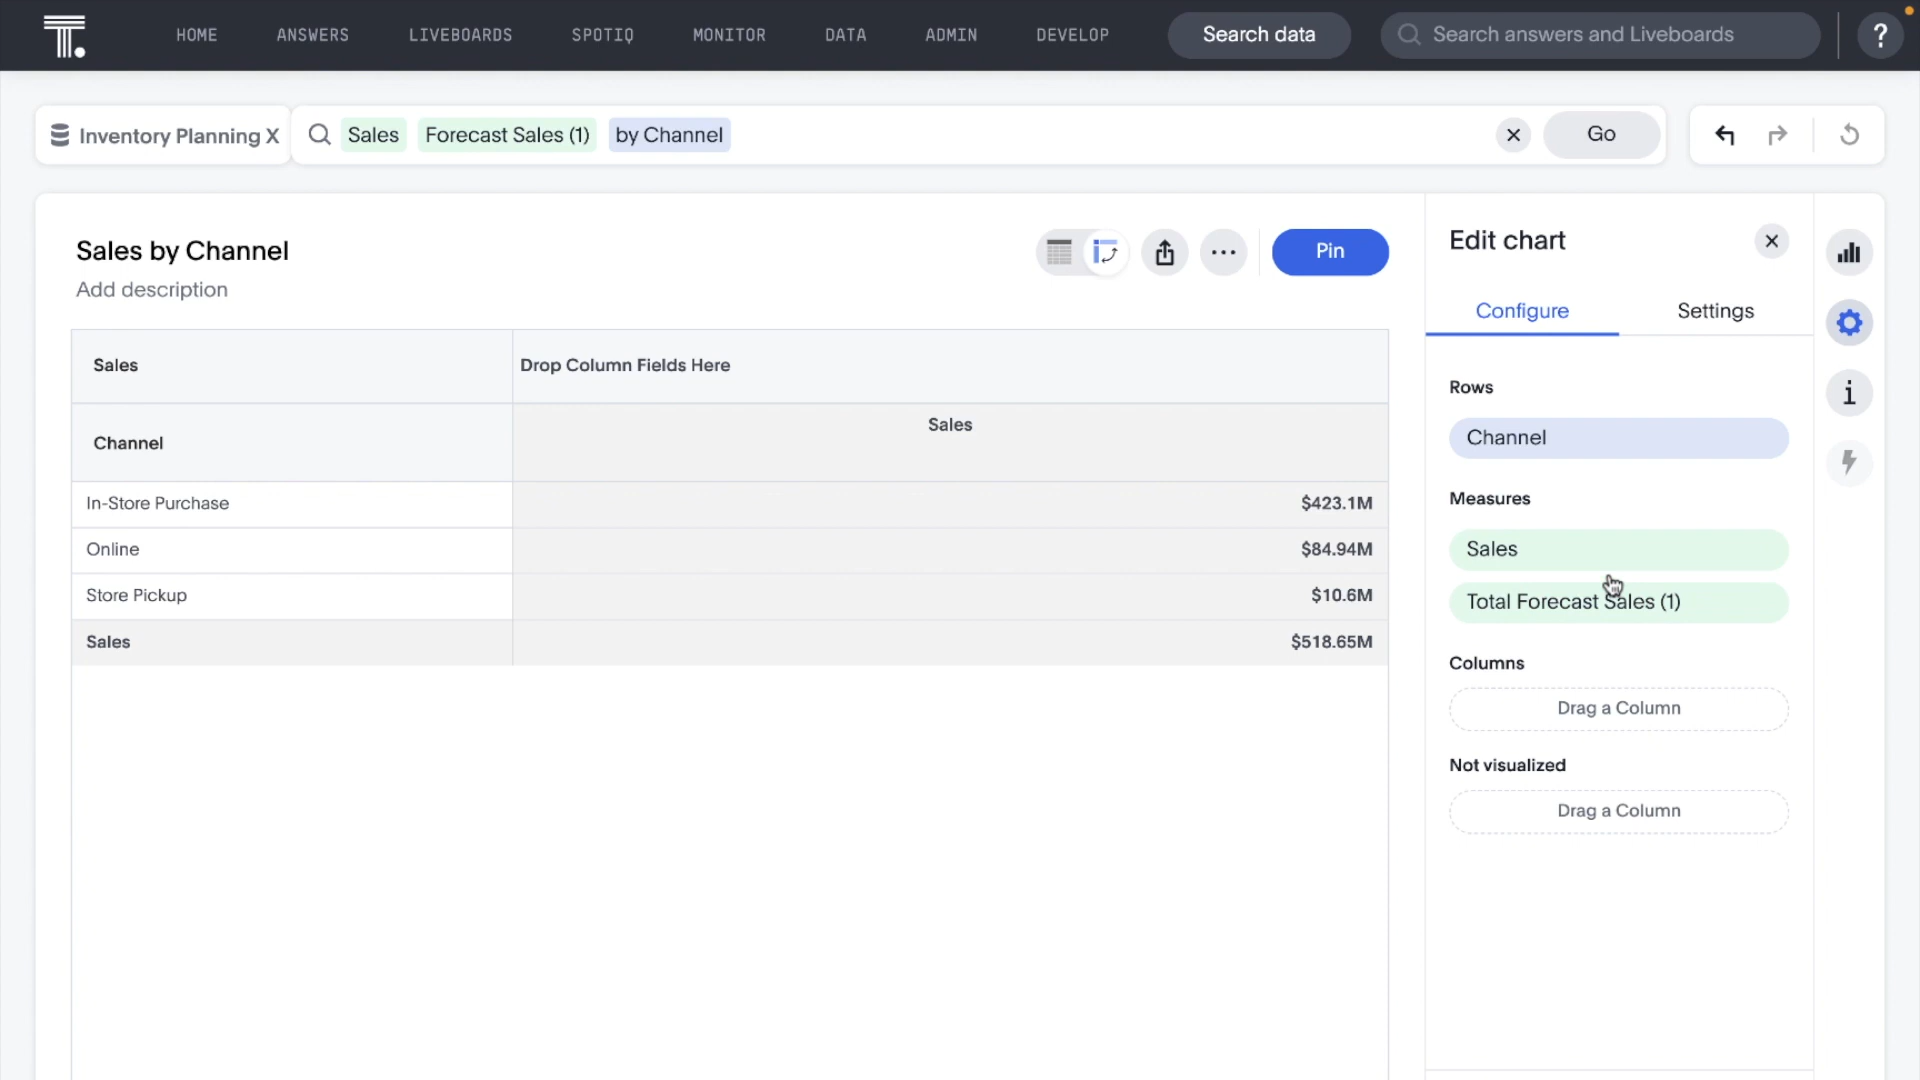 T.
HOME ANSWERS LIVEBOARDS SPOTIQ MONITOR DATA ADMIN DEVELOP Search data Search answers and Liveboards ?
Inventory Planning X Sales Forecast Sales (1) by Channel Go
Sales by Channel
Add description
Pin
Sales Drop Column Fields Here
Channel Sales
In-Store Purchase $423.1M
Online $84.94M
Store Pickup $10.6M
Sales $518.65M
Edit chart
Configure Settings
Rows
Channel
Measures
Sales
Total Forecast Sales (1)
Columns
Drag a Column
Not visualized
Drag a Column